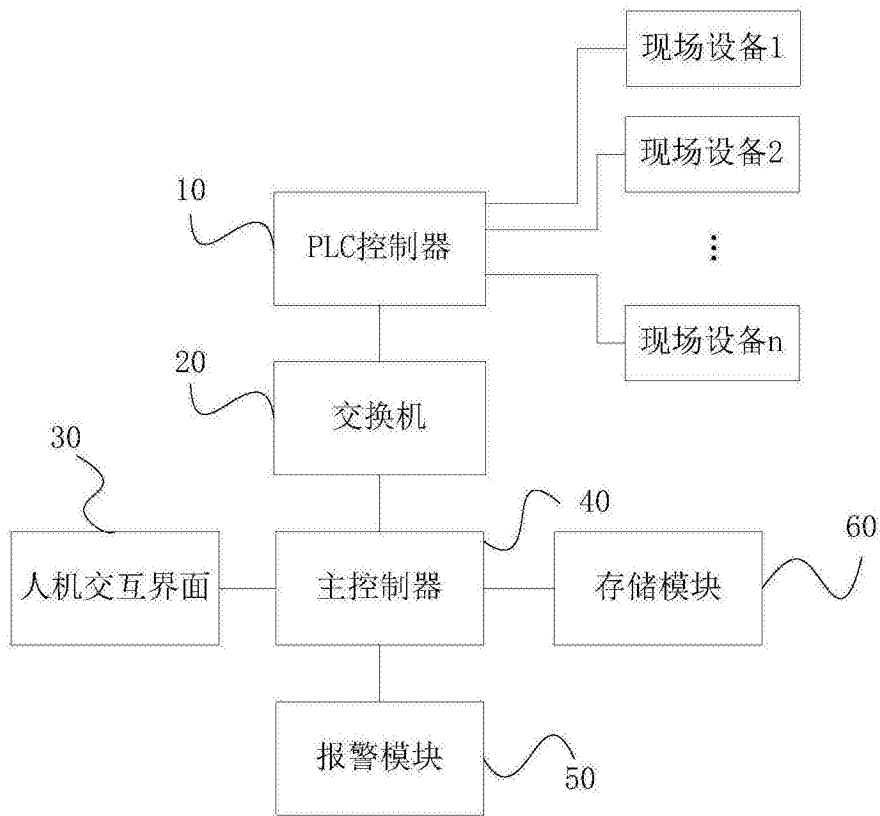 现场设备1
现场设备2
10
PLC控制器
⋮
现场设备n
20
交换机
30
40
60
人机交互界面
主控制器
存储模块
报警模块
50